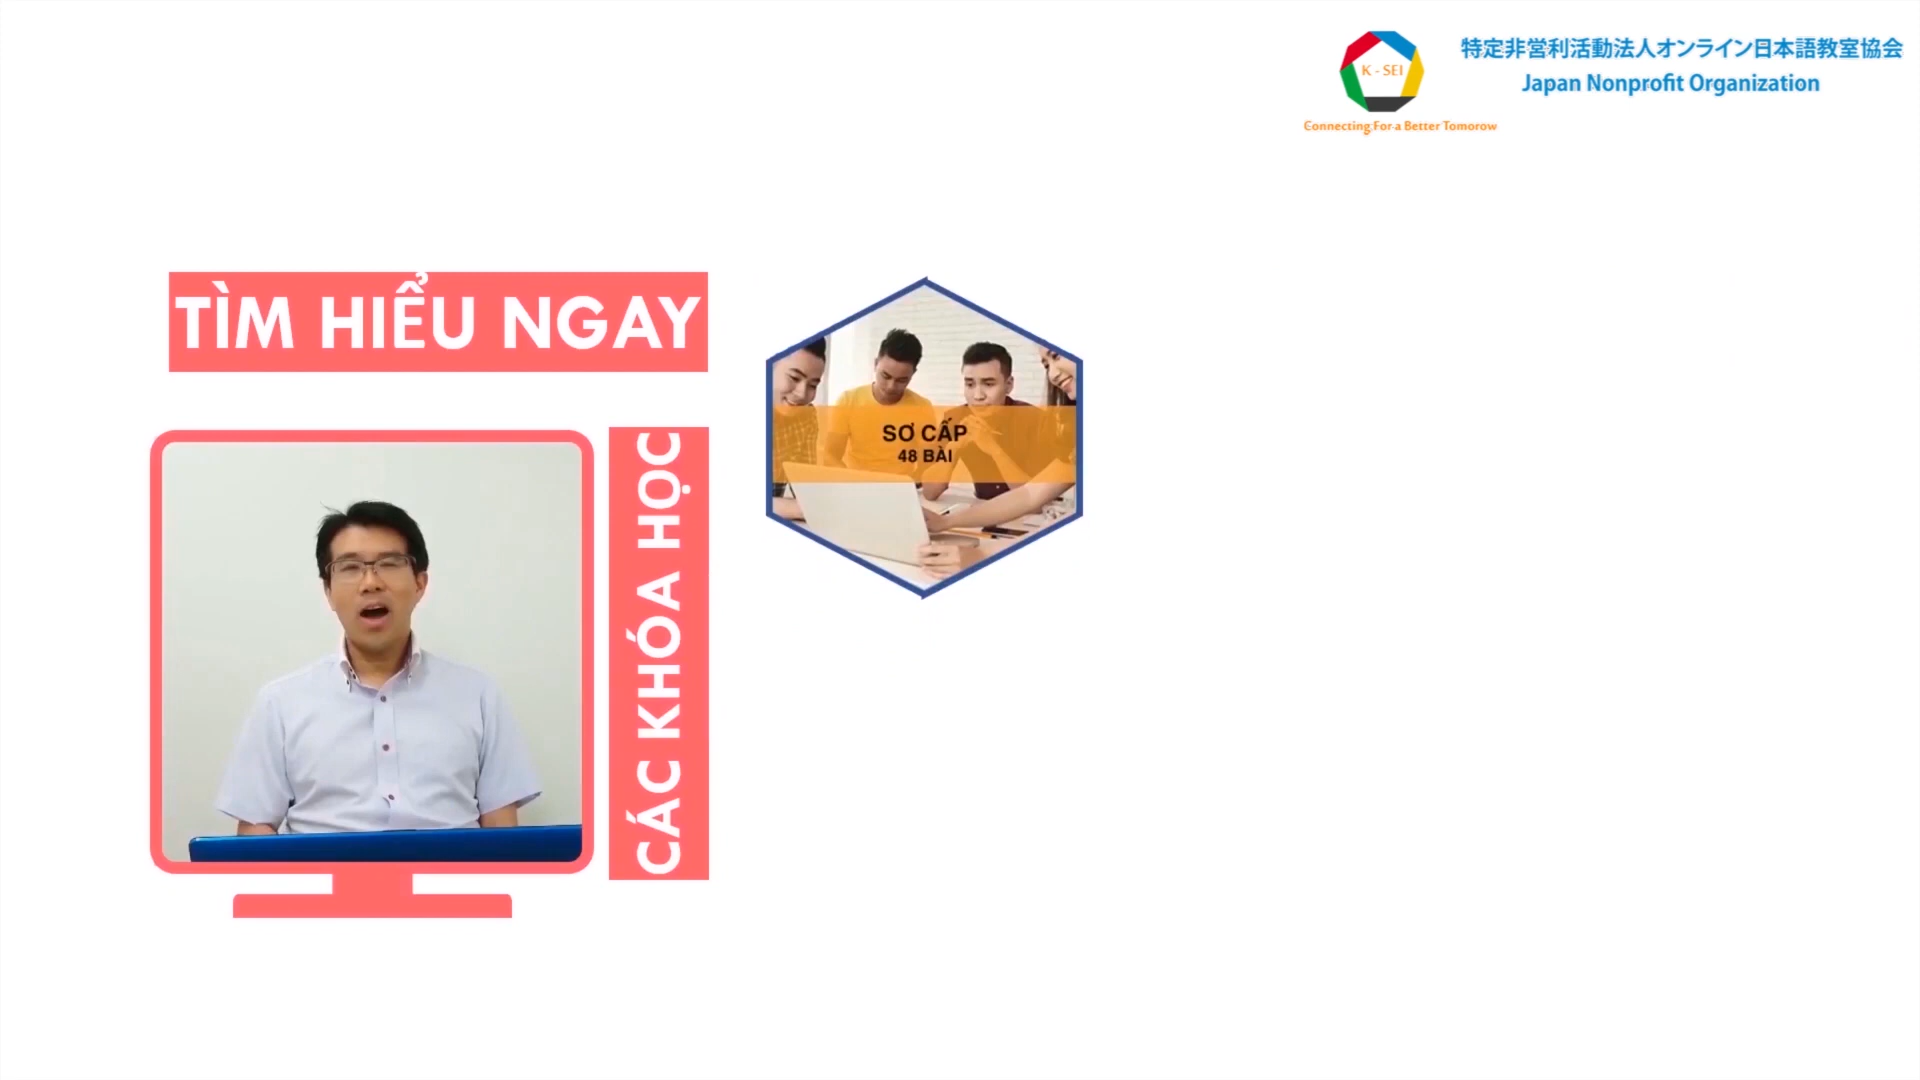 K - SEI
特定非営利活動法人オンライン日本語教室協会
Japan Nonprofit Organization
Connecting For a Better Tomorow
TÌM HIỂU NGAY
CÁC KHÓA HỌC
SƠ CẤP
48 BÀI